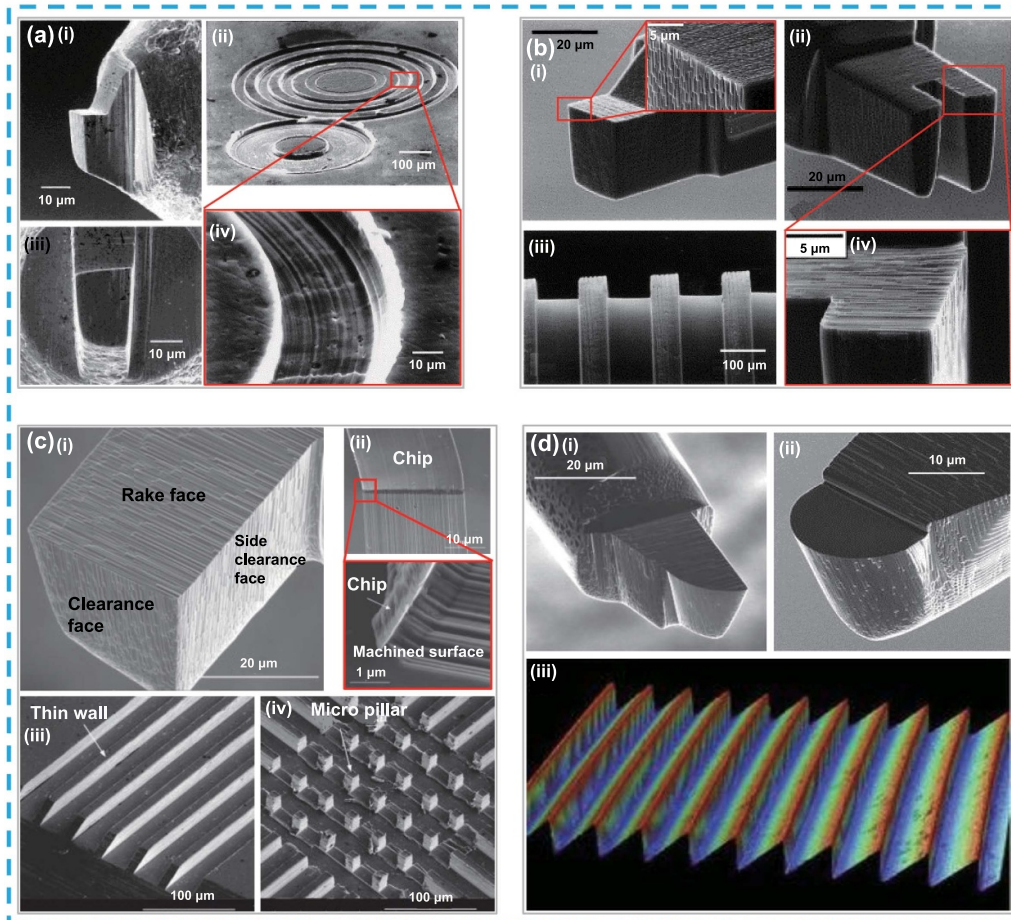 (a) (i)
(ii)
10 µm
100 µm
(iii)
(iv)
10 µm
10 µm
(b)
(i)
20 µm
5 µm
(ii)
20 µm
(iii)
100 µm
5 µm
(iv)
(c) (i)
Rake face
Side
clearance
face
Clearance
face
20 µm
(ii)
Chip
10 µm
Chip
Machined surface
1 µm
Thin wall
(iii)
100 µm
(iv)
Micro pillar
100 µm
(d) (i)
20 µm
(ii)
10 µm
(iii)